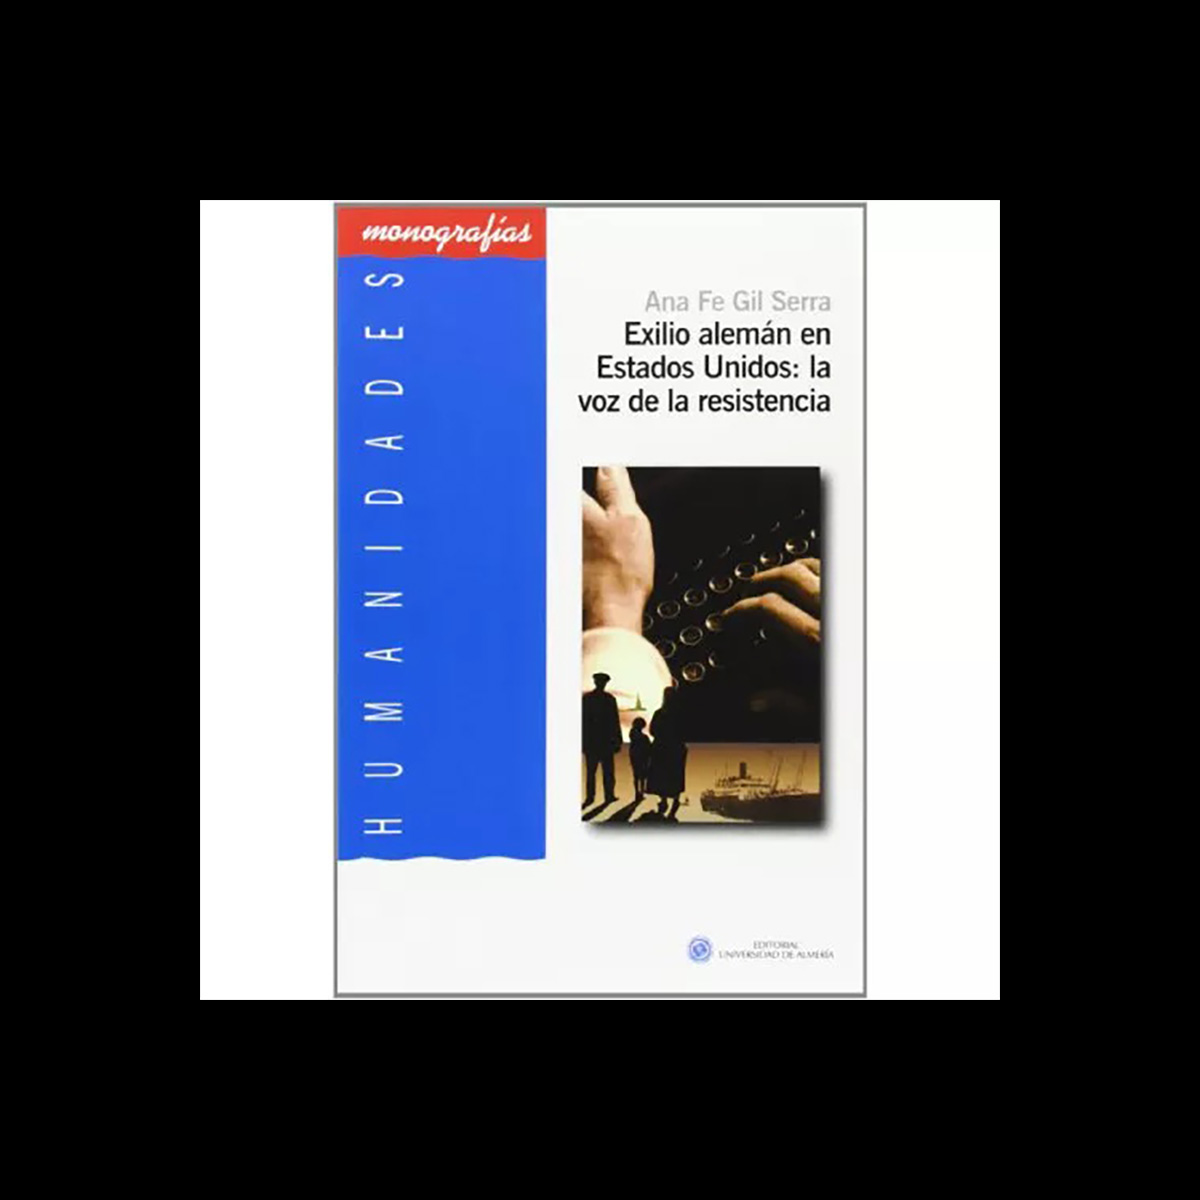 monografías
HUMANIDADES
Ana Fe Gil Serra
Exilio alemán en
Estados Unidos: la
voz de la resistencia
EDITORIAL
UNIVERSIDAD DE ALMERÍA